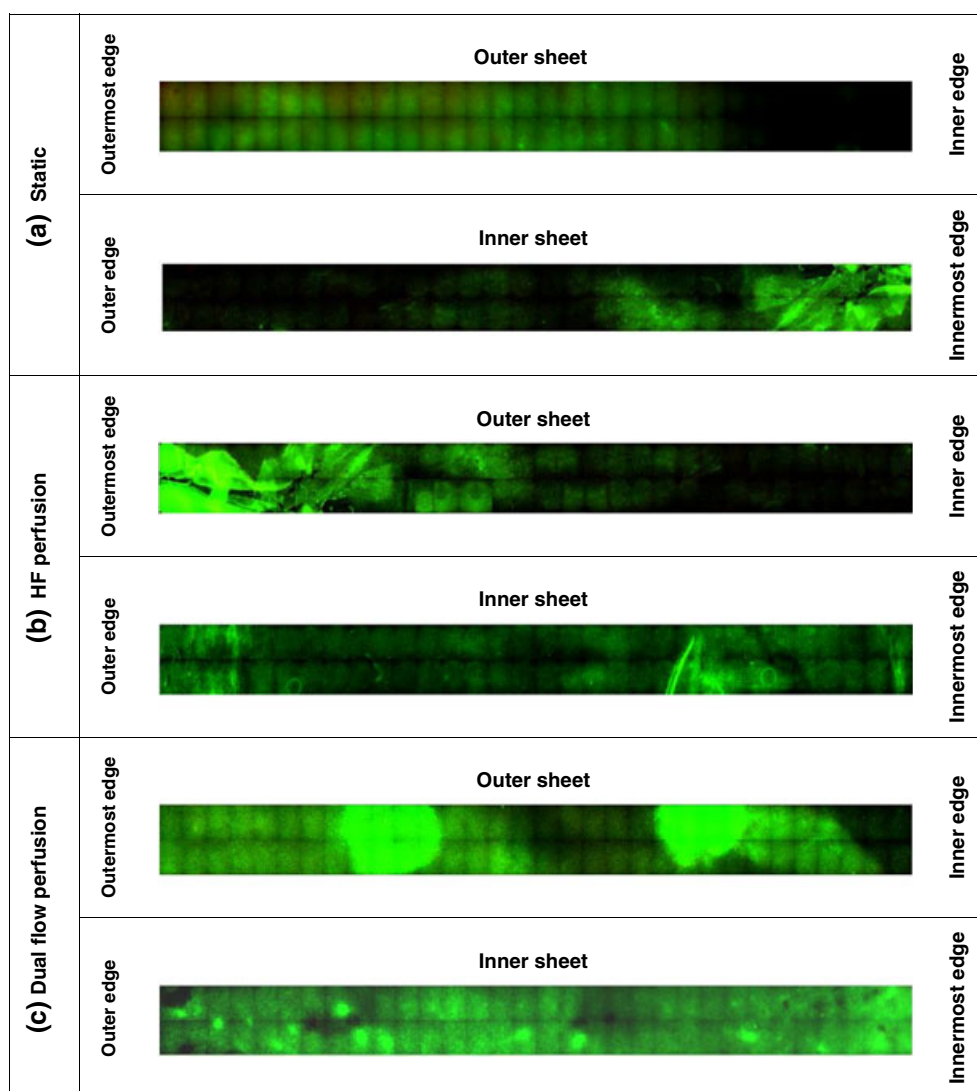 (a) Static
Outermost edge
Outer sheet
Inner edge
Outer edge
Inner sheet
Innermost edge
(b) HF perfusion
Outermost edge
Outer sheet
Inner edge
Outer edge
Inner sheet
Innermost edge
(c) Dual flow perfusion
Outermost edge
Outer sheet
Inner edge
Outer edge
Inner sheet
Innermost edge